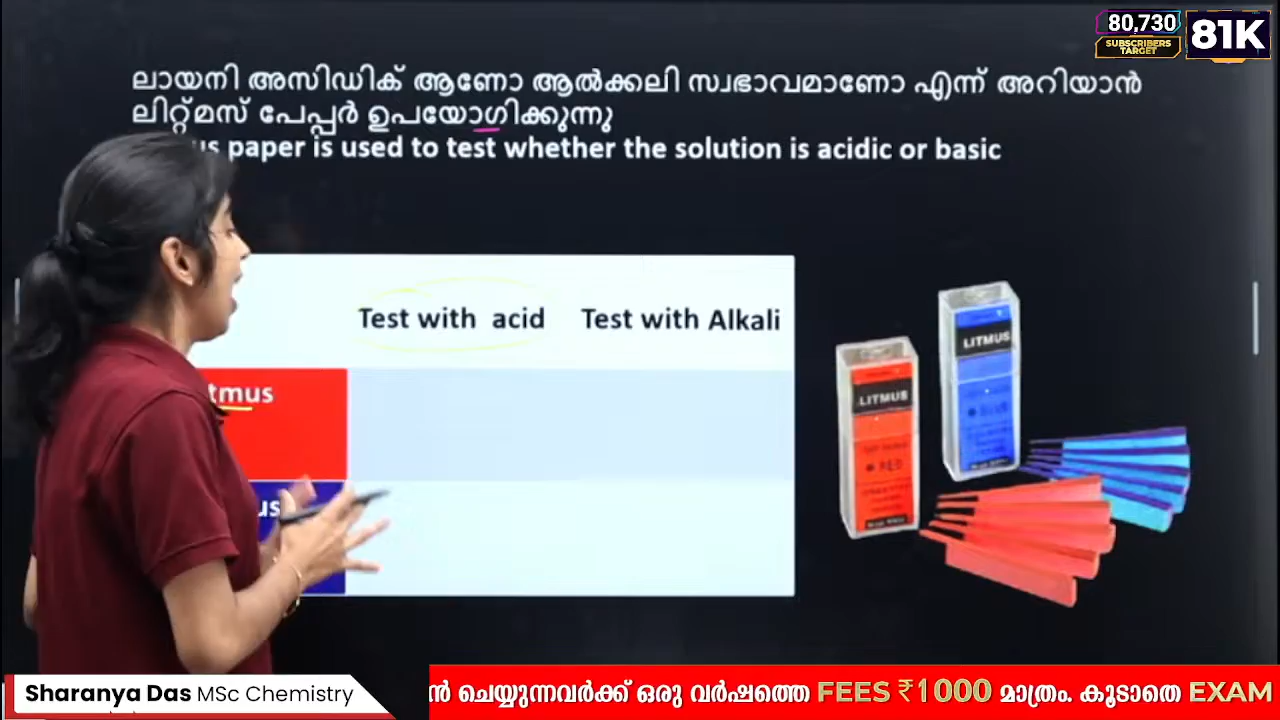 80,730
SUBSCRIBERS
TARGET
81K
ലായനി അസിഡിക് ആണോ ആൽക്കലി സ്വഭാവമാണോ എന്ന് അറിയാൻ
ലിറ്റ്മസ് പേപ്പർ ഉപയോഗിക്കുന്നു
us paper is used to test whether the solution is acidic or basic
Test with acid Test with Alkali
tmus
us
LITMUS
LITMUS
RED
Sharanya Das MSc Chemistry
ൻ ചെയ്യുന്നവർക്ക് ഒരു വർഷത്തെ FEES ₹1000 മാത്രം. കൂടാതെ EXAM